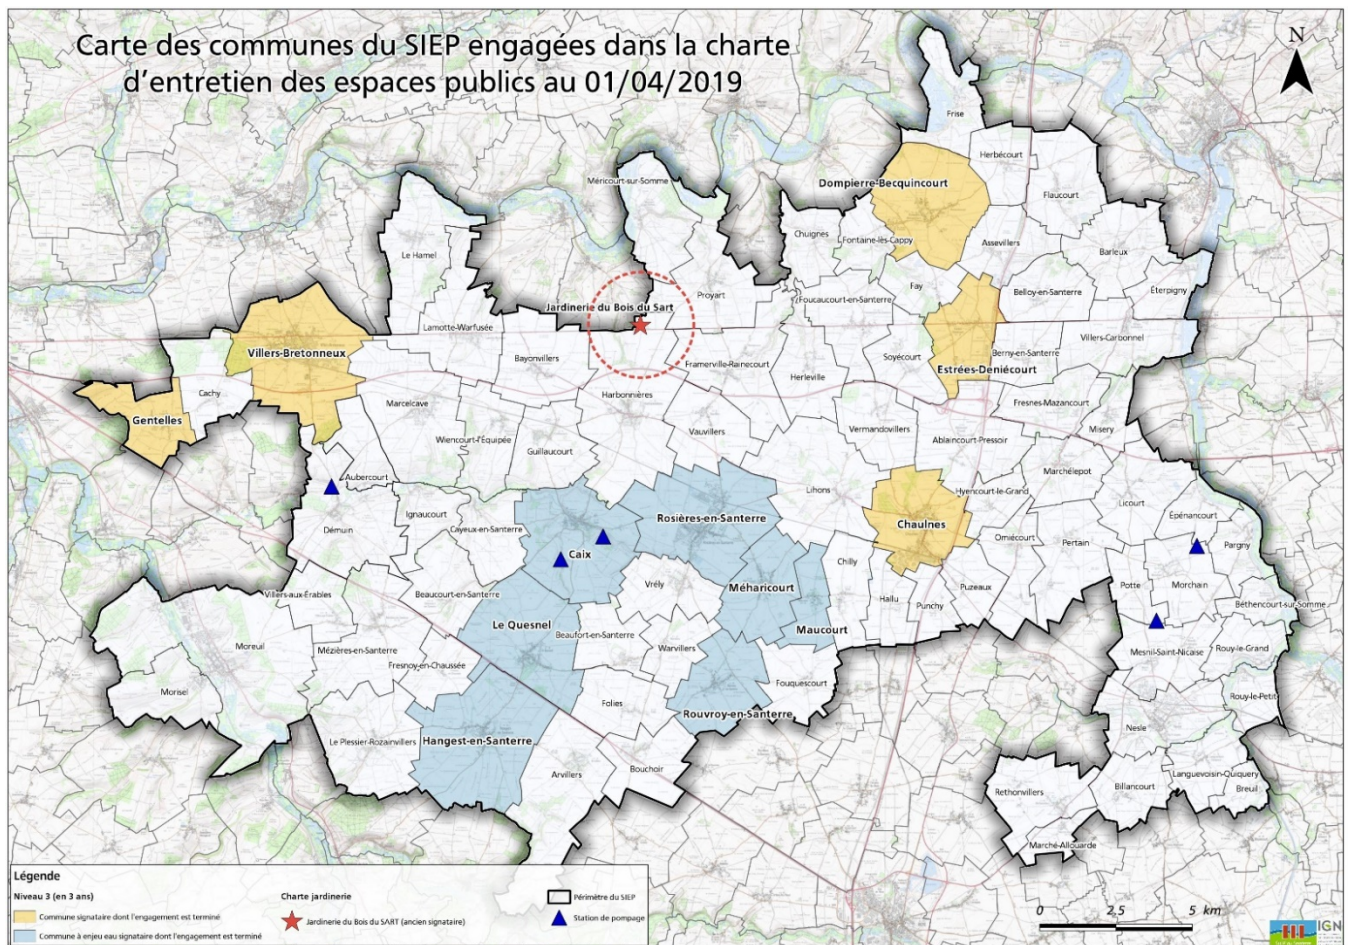 Carte des communes du SIEP engagées dans la charte
d'entretien des espaces publics au 01/04/2019
N
Frise
Herbécourt
Méricourt-sur-Somme
Dompierre-Becquincourt
Flaucourt
Chuignes
Fontaine-lès-Cappy
Assevillers
Le Hamel
Barleux
Fay
Éterpigny
Proyart
Belloy-en-Santerre
Foucaucourt-en-Santerre
Jardinerie du Bois du Sart
Lamotte-Warfusée
Villers-Carbonnel
Villers-Bretonneux
Bayonvillers
Soyécourt
Berny-en-Santerre
Framerville-Rainecourt
Estrées-Deniécourt
Herleville
Cachy
Harbonnières
Marcelcave
Fresnes-Mazancourt
Gentelles
Vauvillers
Vermandovillers
Misery
Wiencourt-l'Équipée
Ablaincourt-Pressoir
Guillaucourt
Marchélepot
Aubercourt
Lihons
Hyencourt-le-Grand
Licourt
Ignaucourt
Rosières-en-Santerre
Épénancourt
Démuin
Cayeux-en-Santerre
Chaulnes
Omiécourt
Pertain
Pargny
Caix
Chilly
Vrély
Méharicourt
Potte
Morchain
Puzeaux
Villers-aux-Érables
Beaucourt-en-Santerre
Hallu
Punchy
Béthencourt-sur-Somme
Le Quesnel
Beaufort-en-Santerre
Maucourt
Moreuil
Mézières-en-Santerre
Warvillers
Mesnil-Saint-Nicaise
Rouy-le-Grand
Fresnoy-en-Chaussée
Fouquescourt
Morisel
Rouy-le-Petit
Folies
Rouvroy-en-Santerre
Nesle
Le Plessier-Rozainvillers
Hangest-en-Santerre
Bouchoir
Arvillers
Languevoisin-Quiquery
Billancourt
Breuil
Rethonvillers
Marché-Allouarde
Légende
Niveau 3 (en 3 ans)
Commune signataire dont l'engagement est terminé
Commune à enjeu eau signataire dont l'engagement est terminé
Charte jardinerie
Jardinerie du Bois du SART (ancien signataire)
Périmètre du SIEP
Station de pompage
0 2,5 5 km
IGN